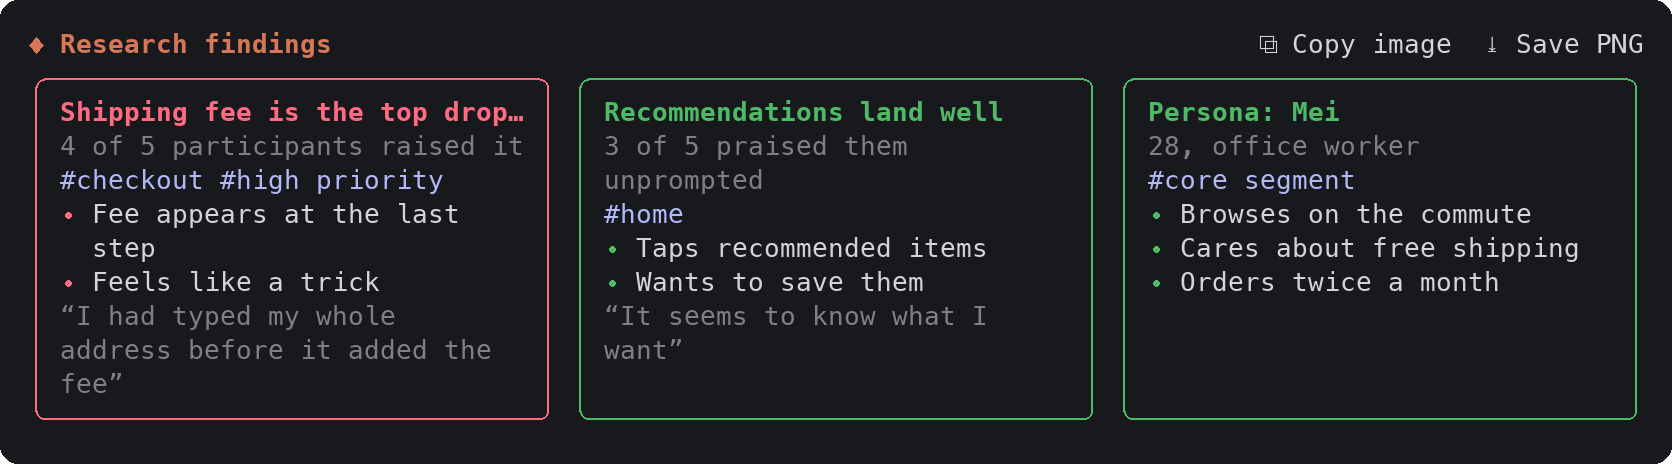 ♦ Research findings
⧉ Copy image ⤓ Save PNG
Shipping fee is the top drop…
4 of 5 participants raised it
#checkout #high priority
• Fee appears at the last
step
• Feels like a trick
“I had typed my whole
address before it added the
fee”
Recommendations land well
3 of 5 praised them
unprompted
#home
• Taps recommended items
• Wants to save them
“It seems to know what I
want”
Persona: Mei
28, office worker
#core segment
• Browses on the commute
• Cares about free shipping
• Orders twice a month